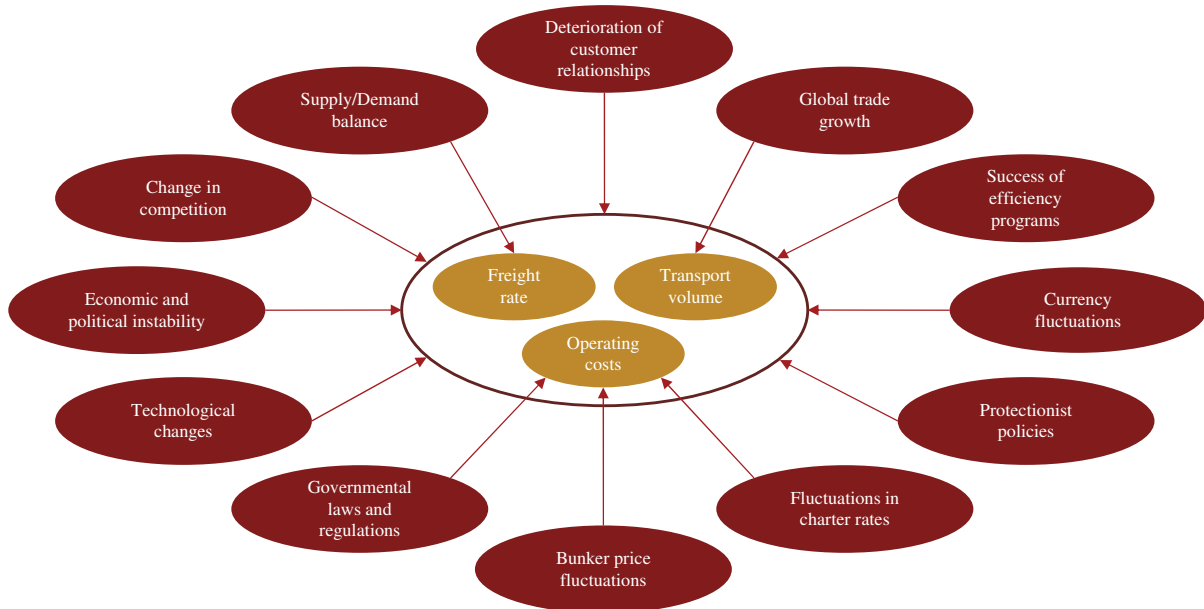 Deterioration of
customer
relationships
Supply/Demand
balance
Global trade
growth
Change in
competition
Success of
efficiency
programs
Freight
rate
Transport
volume
Economic and
political instability
Currency
fluctuations
Operating
costs
Technological
changes
Protectionist
policies
Governmental
laws and
regulations
Fluctuations in
charter rates
Bunker price
fluctuations